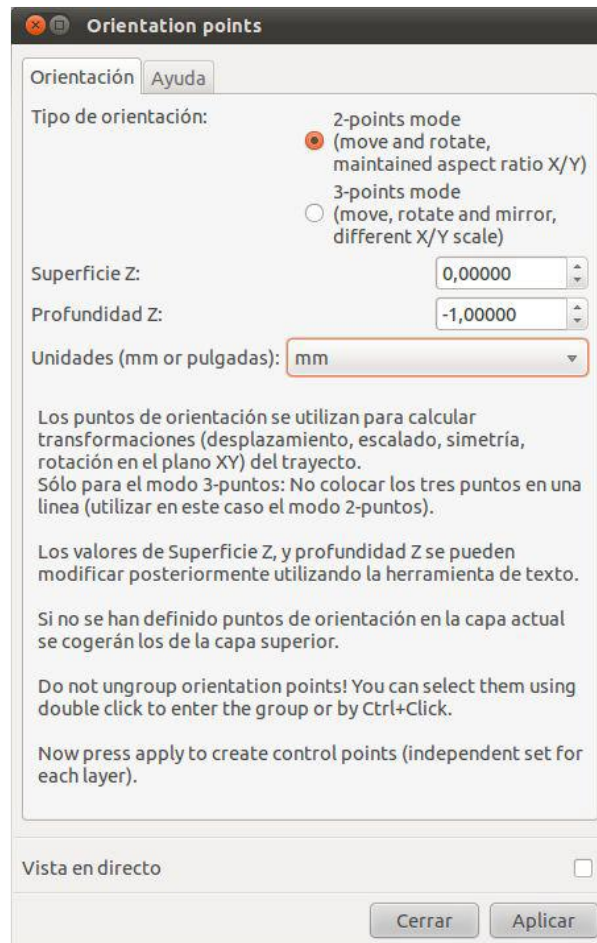 Orientation points
Orientación
Ayuda
Tipo de orientación:
2-points mode
(move and rotate,
maintained aspect ratio X/Y)
3-points mode
(move, rotate and mirror,
different X/Y scale)
Superficie Z:
0,00000
Profundidad Z:
-1,00000
Unidades (mm or pulgadas):
mm
Los puntos de orientación se utilizan para calcular
transformaciones (desplazamiento, escalado, simetría,
rotación en el plano XY) del trayecto.
Sólo para el modo 3-puntos: No colocar los tres puntos en una
linea (utilizar en este caso el modo 2-puntos).
Los valores de Superficie Z, y profundidad Z se pueden
modificar posteriormente utilizando la herramienta de texto.
Si no se han definido puntos de orientación en la capa actual
se cogerán los de la capa superior.
Do not ungroup orientation points! You can select them using
double click to enter the group or by Ctrl+Click.
Now press apply to create control points (independent set for
each layer).
Vista en directo
Cerrar
Aplicar